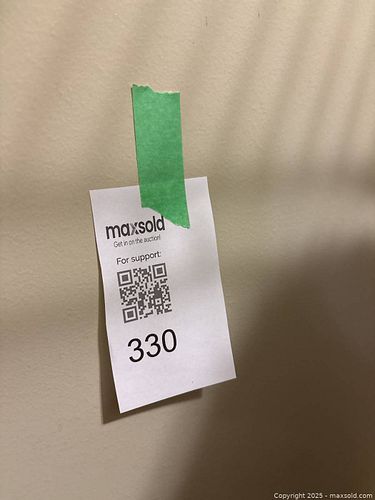 maxsold
Get in on the auction!
For support:
330
Copyright 2025 - maxsold.com